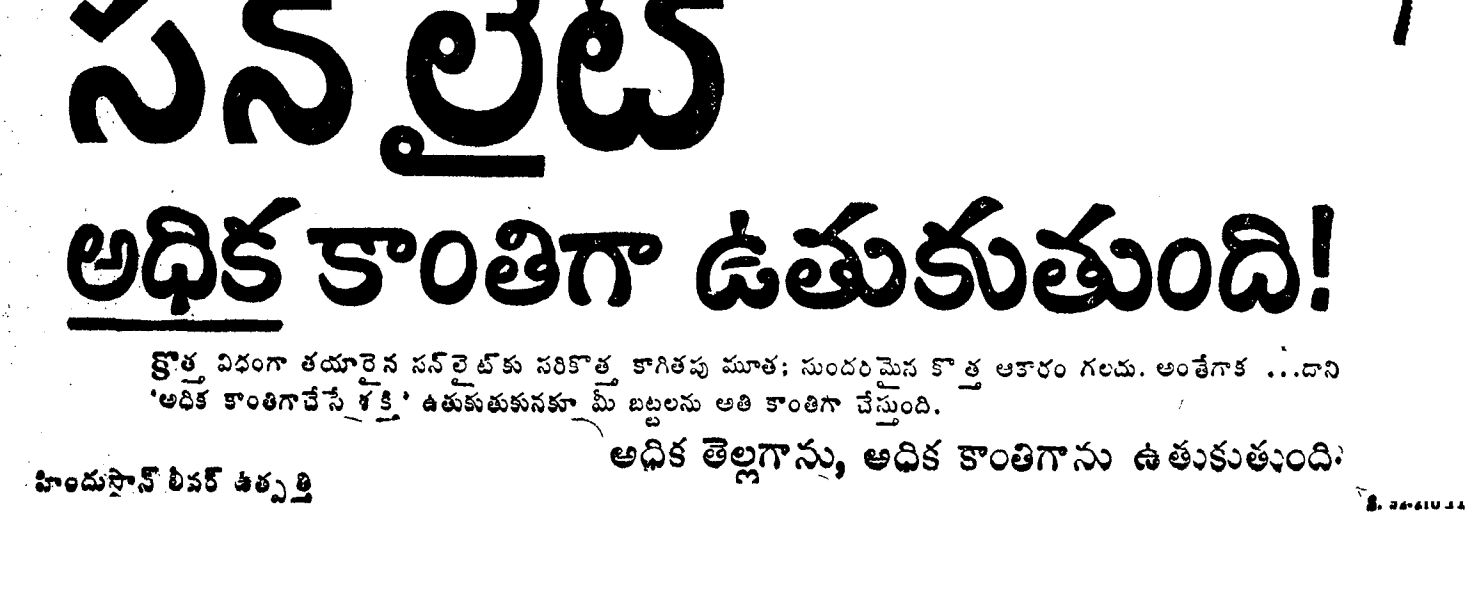 సన్ లైట్
అధిక కాంతిగా ఉతుకుతుంది!
కొత్త విధంగా తయారైన సన్ లైట్ కు సరికొత్త కాగితపు మూత; సుందరమైన కొత్త ఆకారం గలదు. అంతేగాక ...దాని
'అధిక కాంతిగాచేసే శక్తి' ఉతుకుతుకునకూ మీ బట్టలను అతి కాంతిగా చేస్తుంది.
అధిక తెల్లగాను, అధిక కాంతిగాను ఉతుకుతుంది
హిందుస్తాన్ లీవర్ ఉత్పత్తి